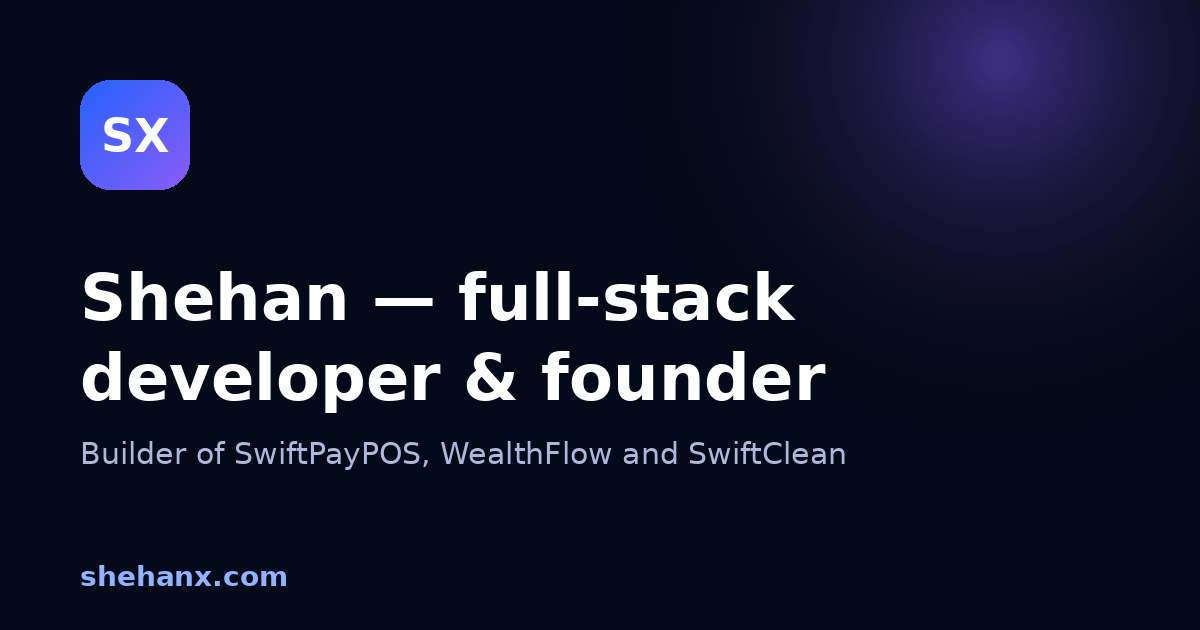 SX
Shehan — full-stack
developer & founder
Builder of SwiftPayPOS, WealthFlow and SwiftClean
shehanx.com